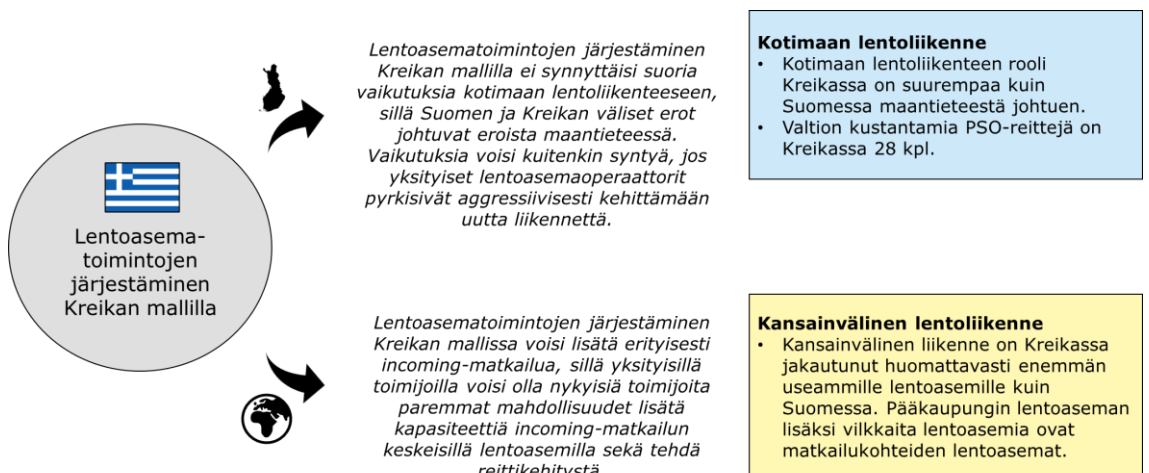 Lentoasema-
toimintojen
järjestäminen
Kreikan mallilla
Lentoasematoimintojen järjestäminen
Kreikan mallilla ei synnyttäisi suoria
vaikutuksia kotimaan lentoliikenteeseen,
sillä Suomen ja Kreikan väliset erot
johtuvat eroista maantieteessä.
Vaikutuksia voisi kuitenkin syntyä, jos
yksityiset lentoasemaoperaattorit
pyrkisivät aggressiivisesti kehittämään
uutta liikennettä.
Kotimaan lentoliikenne
• Kotimaan lentoliikenteen rooli
Kreikassa on suurempaa kuin
Suomessa maantieteestä johtuen.
• Valtion kustantamia PSO-reittejä on
Kreikassa 28 kpl.
Lentoasematoimintojen järjestäminen
Kreikan mallissa voisi lisätä erityisesti
incoming-matkailua, sillä yksityisillä
toimijoilla voisi olla nykyisiä toimijoita
paremmat mahdollisuudet lisätä
kapasiteettiä incoming-matkailun
keskeisillä lentoasemilla sekä tehdä
reittikehitystä
Kansainvälinen lentoliikenne
• Kansainvälinen liikenne on Kreikassa
jakautunut huomattavasti enemmän
useammille lentoasemille kuin
Suomessa. Pääkaupungin lentoaseman
lisäksi vilkkaita lentoasemia ovat
matkailukohteiden lentoasemat.